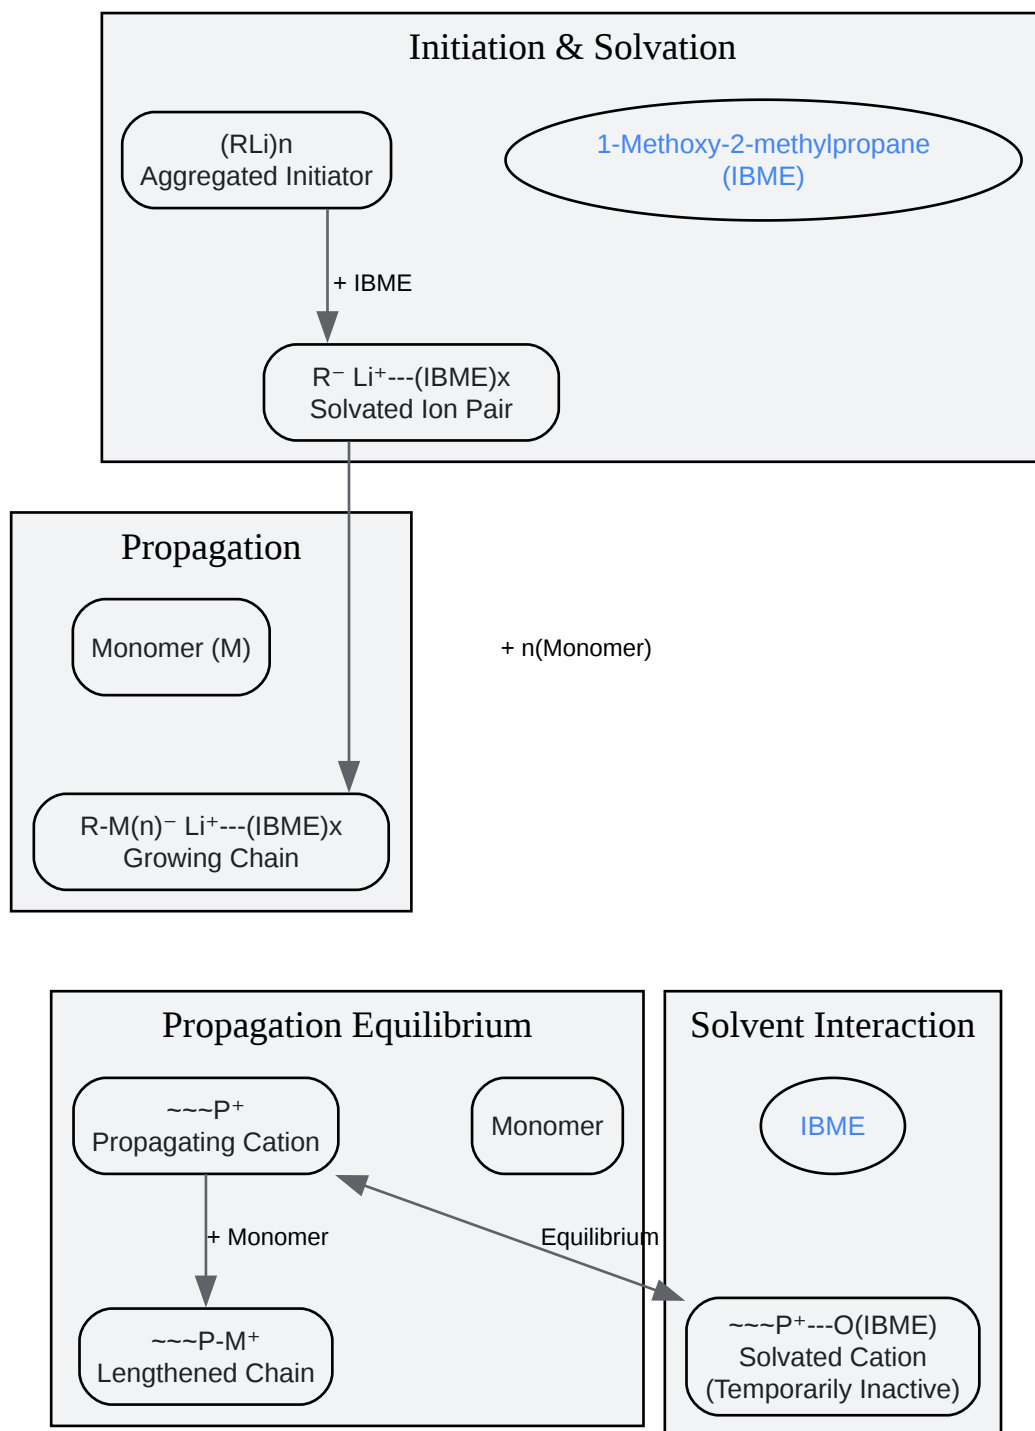 Initiation & Solvation
(RLi)n
Aggregated Initiator
1-Methoxy-2-methylpropane
(IBME)
+ IBME
R⁻ Li⁺---(IBME)x
Solvated Ion Pair
Propagation
Monomer (M)
+ n(Monomer)
R-M(n)⁻ Li⁺---(IBME)x
Growing Chain
Propagation Equilibrium
~~~P⁺
Propagating Cation
Monomer
+ Monomer
Equilibrium
~~~P-M⁺
Lengthened Chain
Solvent Interaction
IBME
~~~P⁺---O(IBME)
Solvated Cation
(Temporarily Inactive)